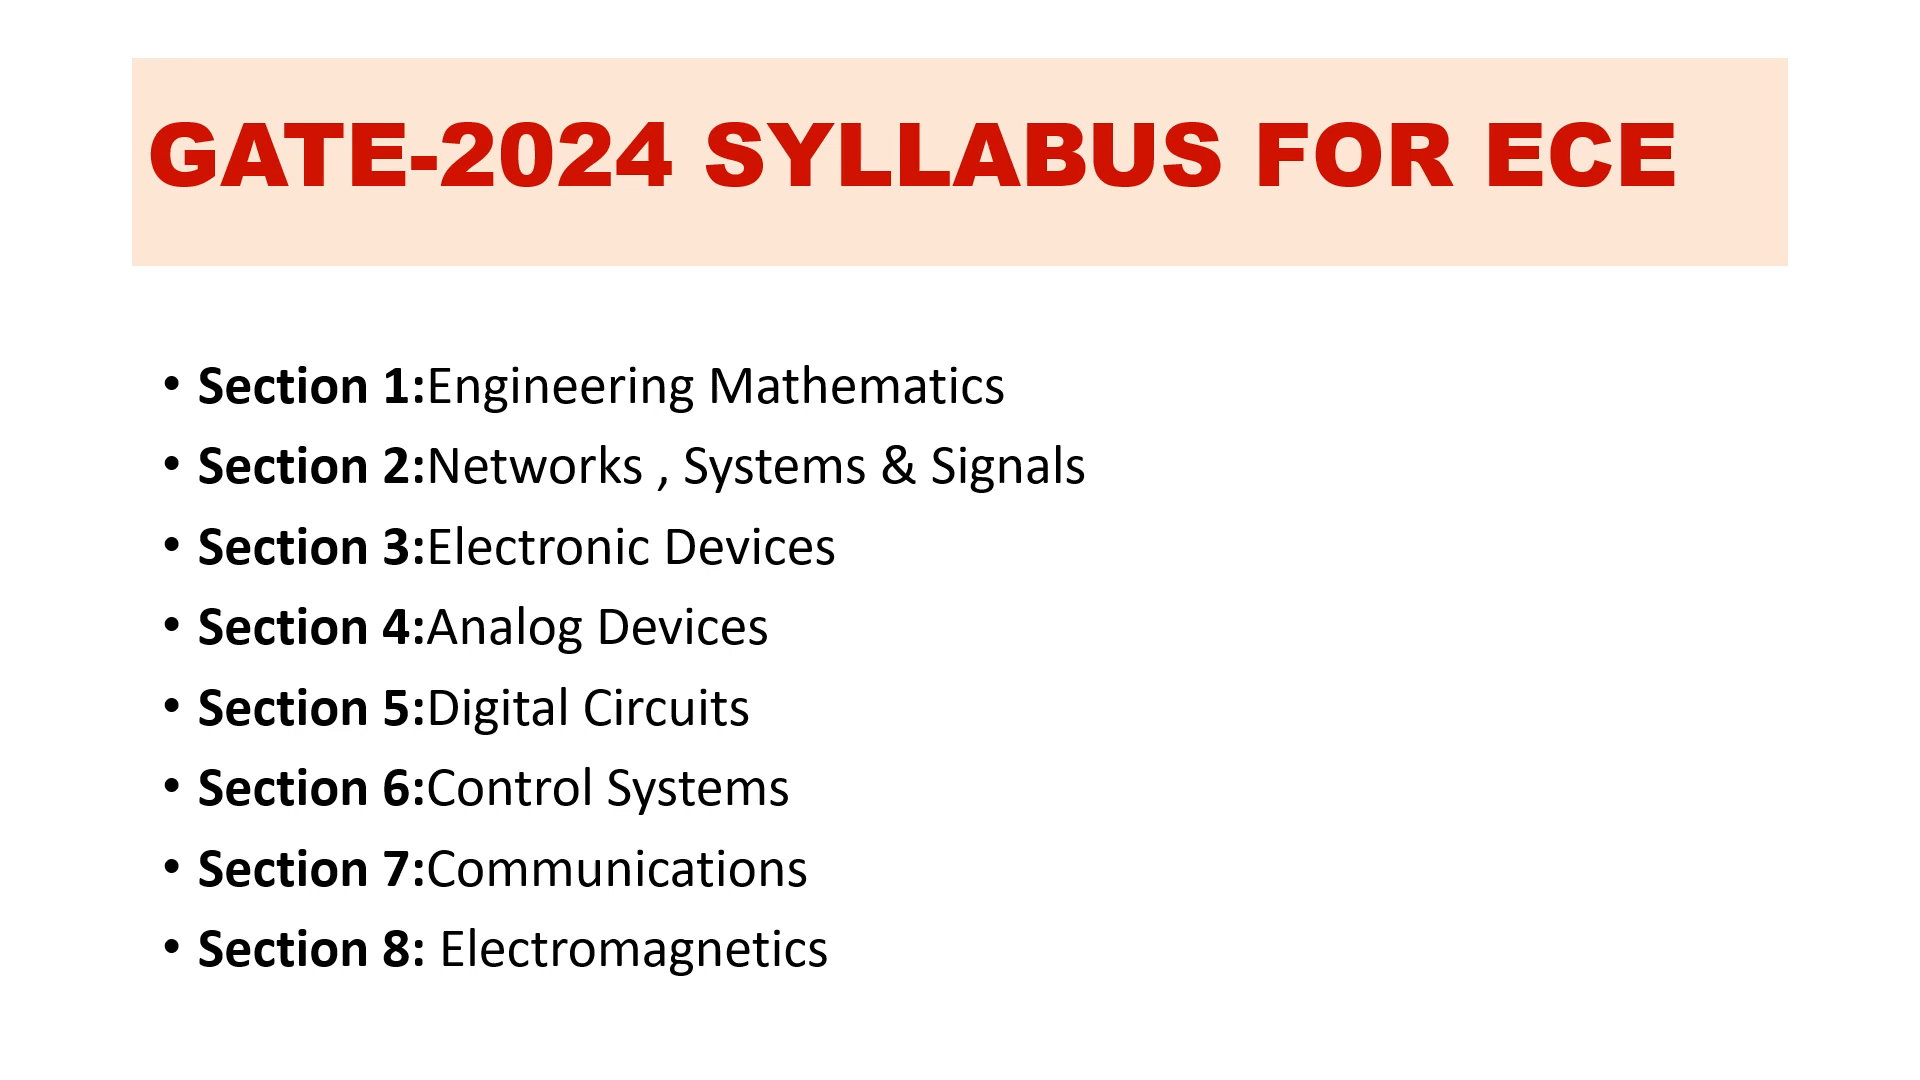 GATE-2024 SYLLABUS FOR ECE
• Section 1:Engineering Mathematics
• Section 2:Networks , Systems & Signals
• Section 3:Electronic Devices
• Section 4:Analog Devices
• Section 5:Digital Circuits
• Section 6:Control Systems
• Section 7:Communications
• Section 8: Electromagnetics